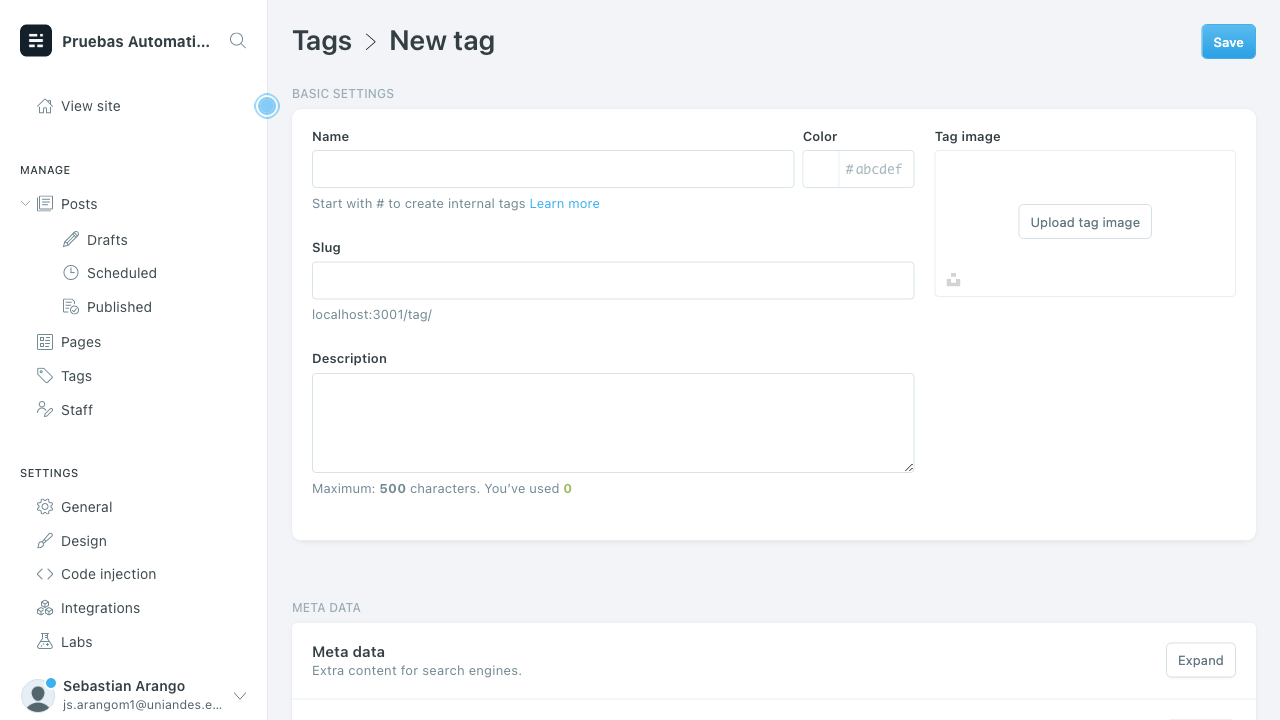 Pruebas Automati...
View site
MANAGE
Posts
Drafts
Scheduled
Published
Pages
Tags
Staff
SETTINGS
General
Design
Code injection
Integrations
Labs
Sebastian Arango
js.arangom1@uniandes.e...
Tags > New tag
Save
BASIC SETTINGS
Name
Color
Tag image
#abcdef
Start with # to create internal tags Learn more
Upload tag image
Slug
localhost:3001/tag/
Description
Maximum: 500 characters. You’ve used 0
META DATA
Meta data
Extra content for search engines.
Expand